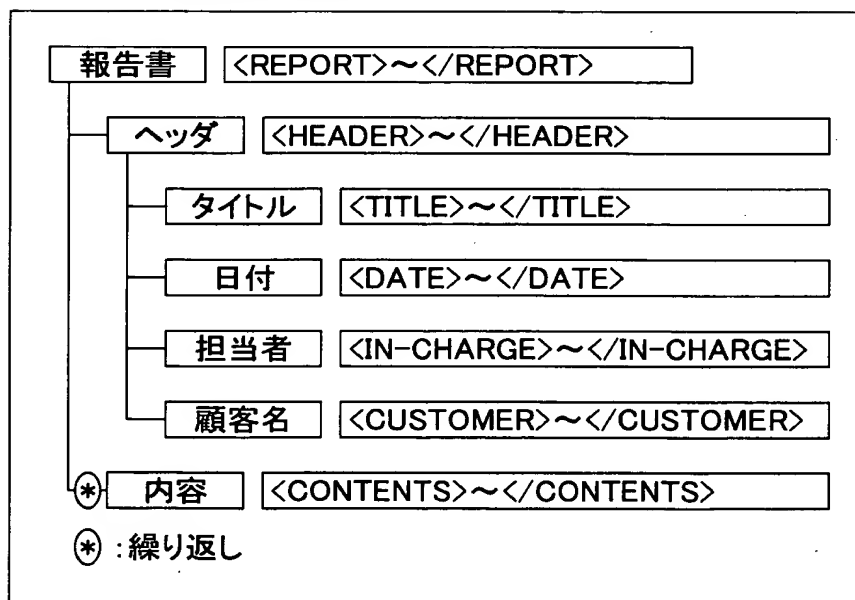 報告書 <REPORT>～</REPORT>
ヘッダ <HEADER>～</HEADER>
タイトル <TITLE>～</TITLE>
日付 <DATE>～</DATE>
担当者 <IN-CHARGE>～</IN-CHARGE>
顧客名 <CUSTOMER>～</CUSTOMER>
* 内容 <CONTENTS>～</CONTENTS>
* :繰り返し